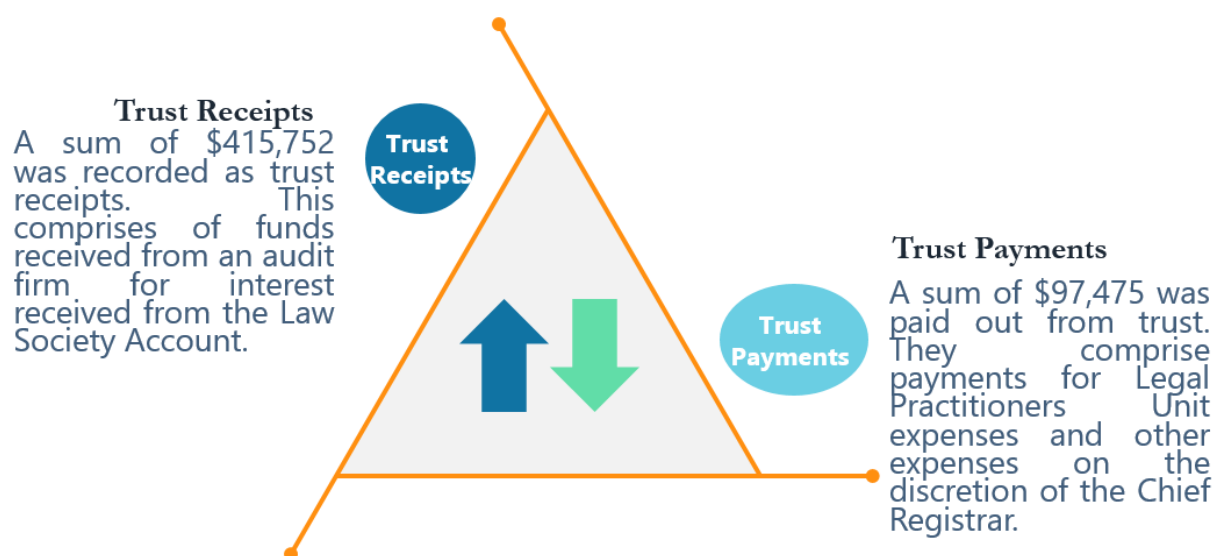 Trust Receipts
A sum of $415,752
was recorded as trust
receipts. This
comprises of funds
received from an audit
firm for interest
received from the Law
Society Account.
Trust
Receipts
Trust Payments
A sum of $97,475 was
paid out from trust.
They comprise
payments for Legal
Practitioners Unit
expenses and other
expenses on the
discretion of the Chief
Registrar.
Trust
Payments